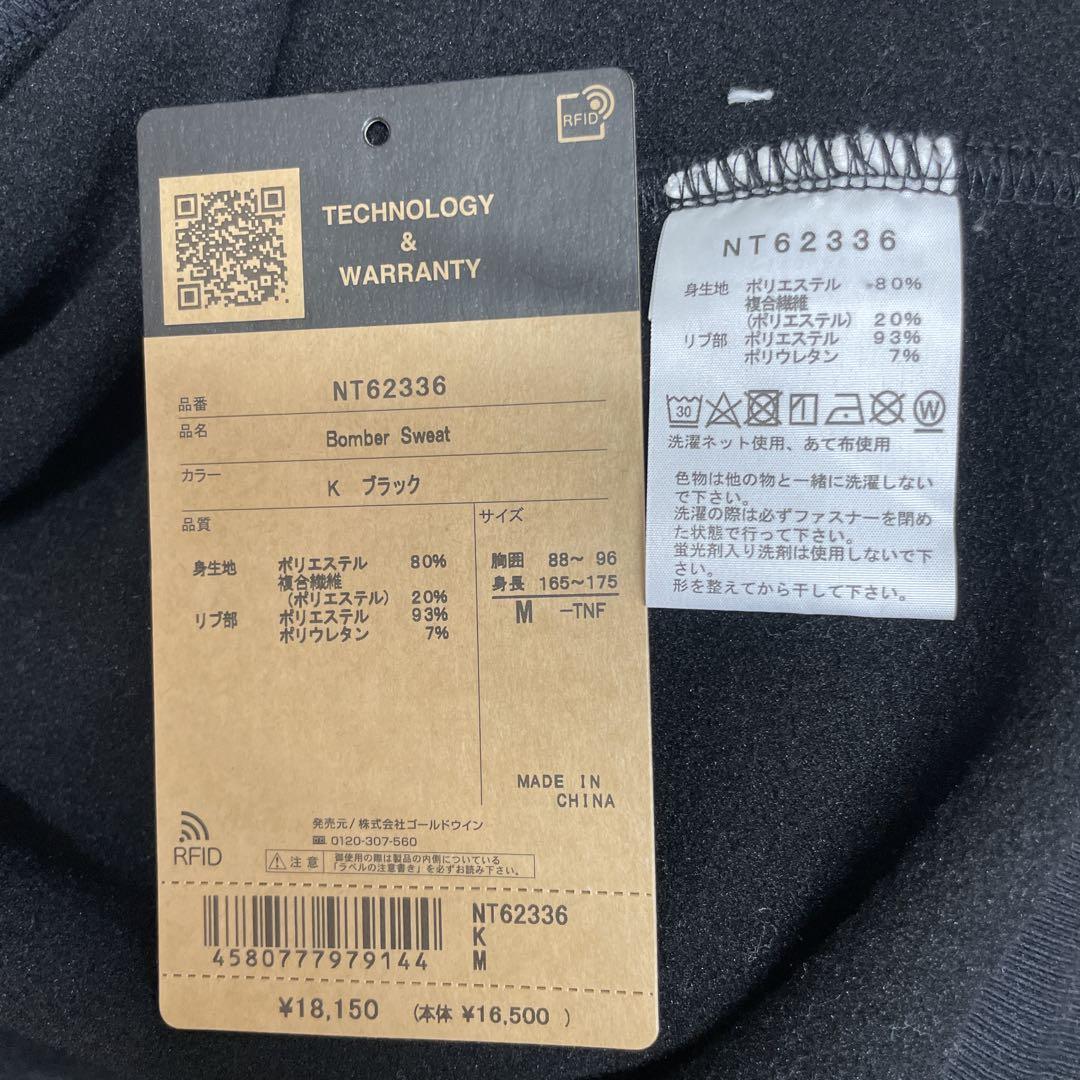 RFID
TECHNOLOGY
&
WARRANTY
品番 NT62336
品名 Bomber Sweat
カラー K ブラック
品質
身生地 ポリエステル 80%
複合繊維
(ポリエステル) 20%
リブ部 ポリエステル 93%
ポリウレタン 7%
サイズ
胸囲 88〜 96
身長 165〜175
M -TNF
MADE IN
CHINA
RFID
発売元/株式会社ゴールドウイン
0120-307-560
注意
御使用の際は製品の内側についている
「ラベルの注意書き」を必ずお読み下さい。
4580777979144
NT62336
K
M
¥18,150 (本体 ¥16,500 )
NT62336
身生地 ポリエステル 80%
複合繊維
(ポリエステル) 20%
リブ部 ポリエステル 93%
ポリウレタン 7%
30
W
洗濯ネット使用、あて布使用
色物は他の物と一緒に洗濯しない
で下さい。
洗濯の際は必ずファスナーを閉め
た状態で行って下さい。
蛍光剤入り洗剤は使用しないで下
さい。
形を整えてから干して下さい。